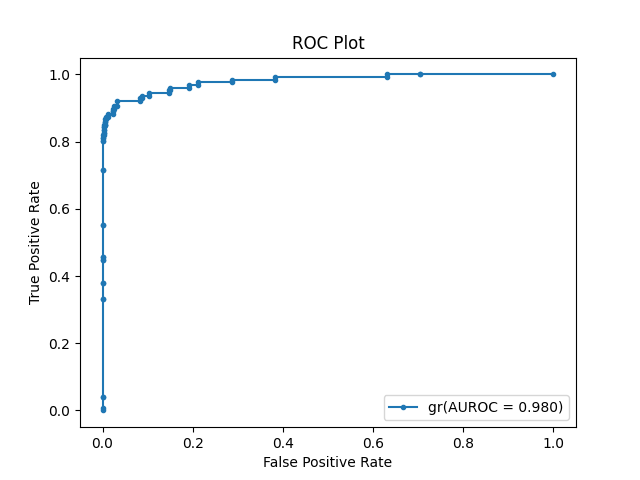 ROC Plot
1.0
0.8
0.6
0.4
0.2
0.0
True Positive Rate
gr(AUROC = 0.980)
0.0 0.2 0.4 0.6 0.8 1.0
False Positive Rate